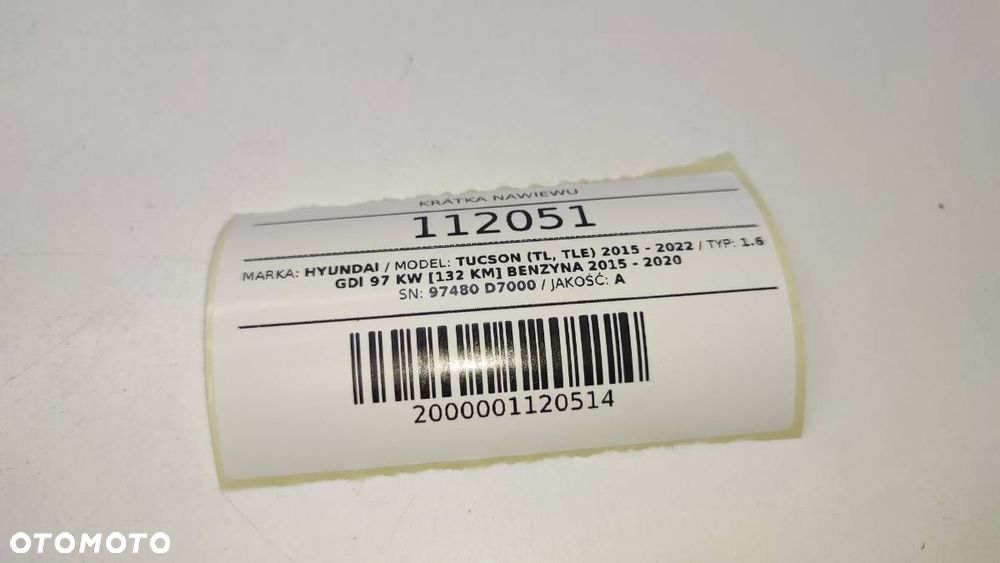 KRATKA NAWIEWU
112051
MARKA: HYUNDAI / MODEL: TUCSON (TL, TLE) 2015 - 2022 / TYP: 1.6
GDI 97 KW [132 KM] BENZYNA 2015 - 2020
SN: 97480 D7000 / JAKOŚĆ: A
2000001120514
OTOMOTO